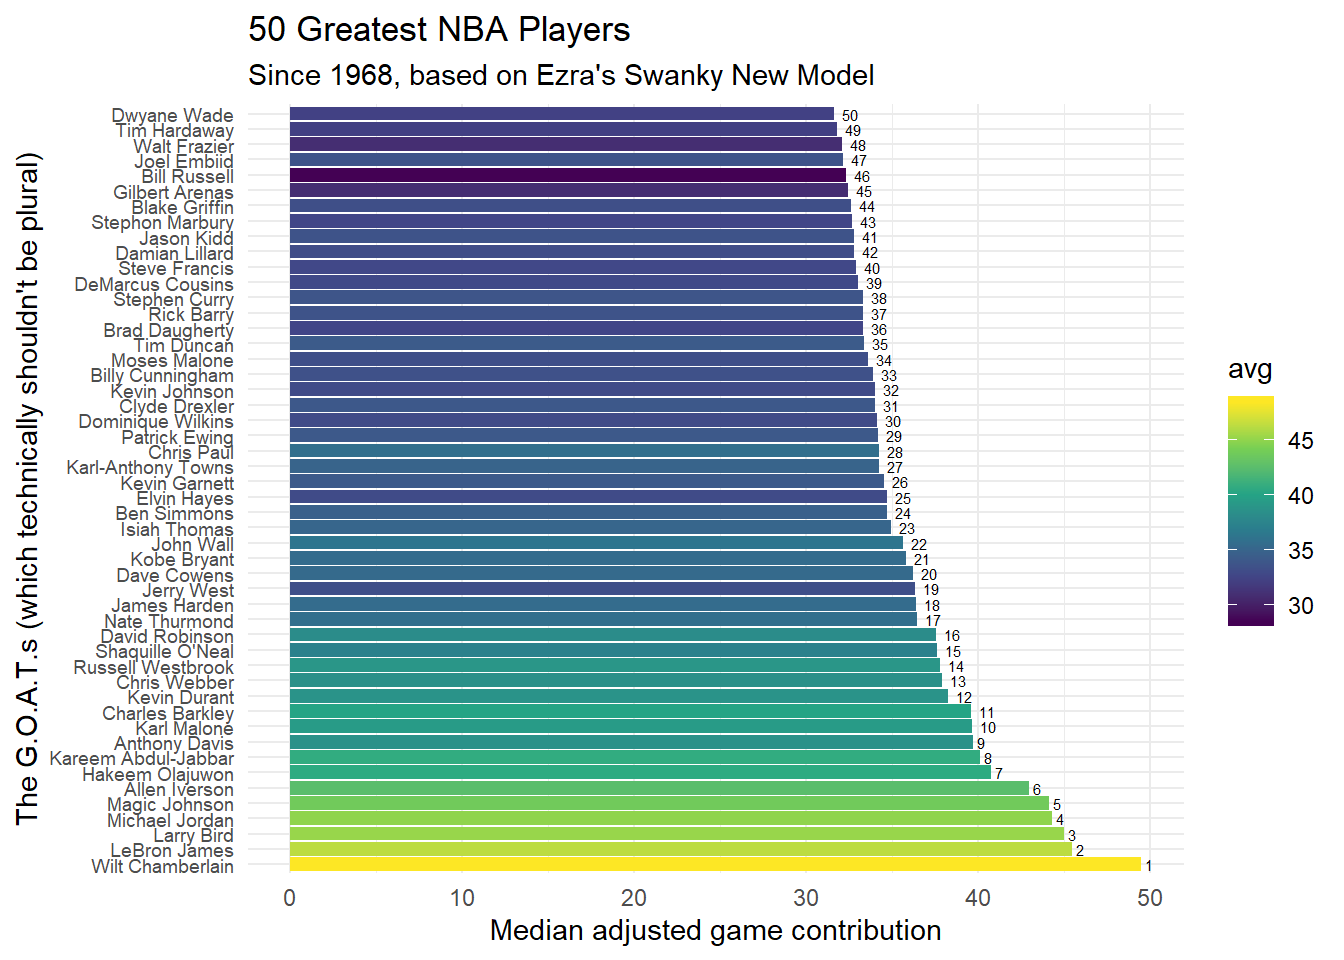 50 Greatest NBA Players
Since 1968, based on Ezra's Swanky New Model
The G.O.A.T.s (which technically shouldn't be plural)
Dwyane Wade 50
Tim Hardaway 49
Walt Frazier 48
Joel Embiid 47
Bill Russell 46
Gilbert Arenas 45
Blake Griffin 44
Stephon Marbury 43
Jason Kidd 41
Damian Lillard 42
Steve Francis 40
DeMarcus Cousins 39
Stephen Curry 38
Rick Barry 37
Brad Daugherty 36
Tim Duncan 35
Moses Malone 34
Billy Cunningham 33
Kevin Johnson 32
Clyde Drexler 31
Dominique Wilkins 30
Patrick Ewing 29
Chris Paul 28
Karl-Anthony Towns 27
Kevin Garnett 26
Elvin Hayes 25
Ben Simmons 24
Isiah Thomas 23
John Wall 22
Kobe Bryant 21
Dave Cowens 20
Jerry West 19
James Harden 18
Nate Thurmond 17
David Robinson 16
Shaquille O'Neal 15
Russell Westbrook 14
Chris Webber 13
Kevin Durant 12
Charles Barkley 11
Karl Malone 10
Anthony Davis 9
Kareem Abdul-Jabbar 8
Hakeem Olajuwon 7
Allen Iverson 6
Magic Johnson 5
Michael Jordan 4
Larry Bird 3
LeBron James 2
Wilt Chamberlain 1
0 10 20 30 40 50
Median adjusted game contribution
avg
45
40
35
30